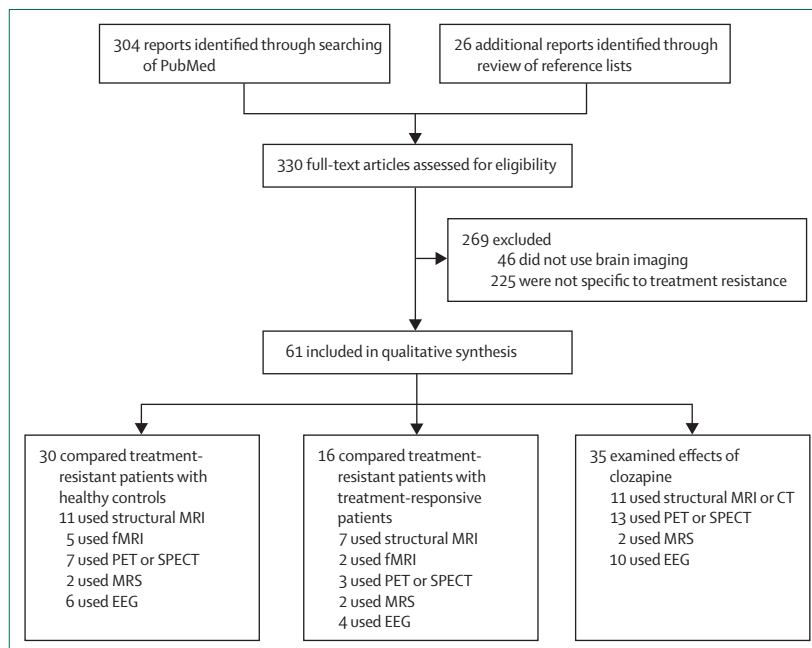 304 reports identified through searching
of PubMed
26 additional reports identified through
review of reference lists
330 full-text articles assessed for eligibility
269 excluded
46 did not use brain imaging
225 were not specific to treatment resistance
61 included in qualitative synthesis
30 compared treatment-
resistant patients with
healthy controls
11 used structural MRI
5 used fMRI
7 used PET or SPECT
2 used MRS
6 used EEG
16 compared treatment-
resistant patients with
treatment-responsive
patients
7 used structural MRI
2 used fMRI
3 used PET or SPECT
2 used MRS
4 used EEG
35 examined effects of
clozapine
11 used structural MRI or CT
13 used PET or SPECT
2 used MRS
10 used EEG